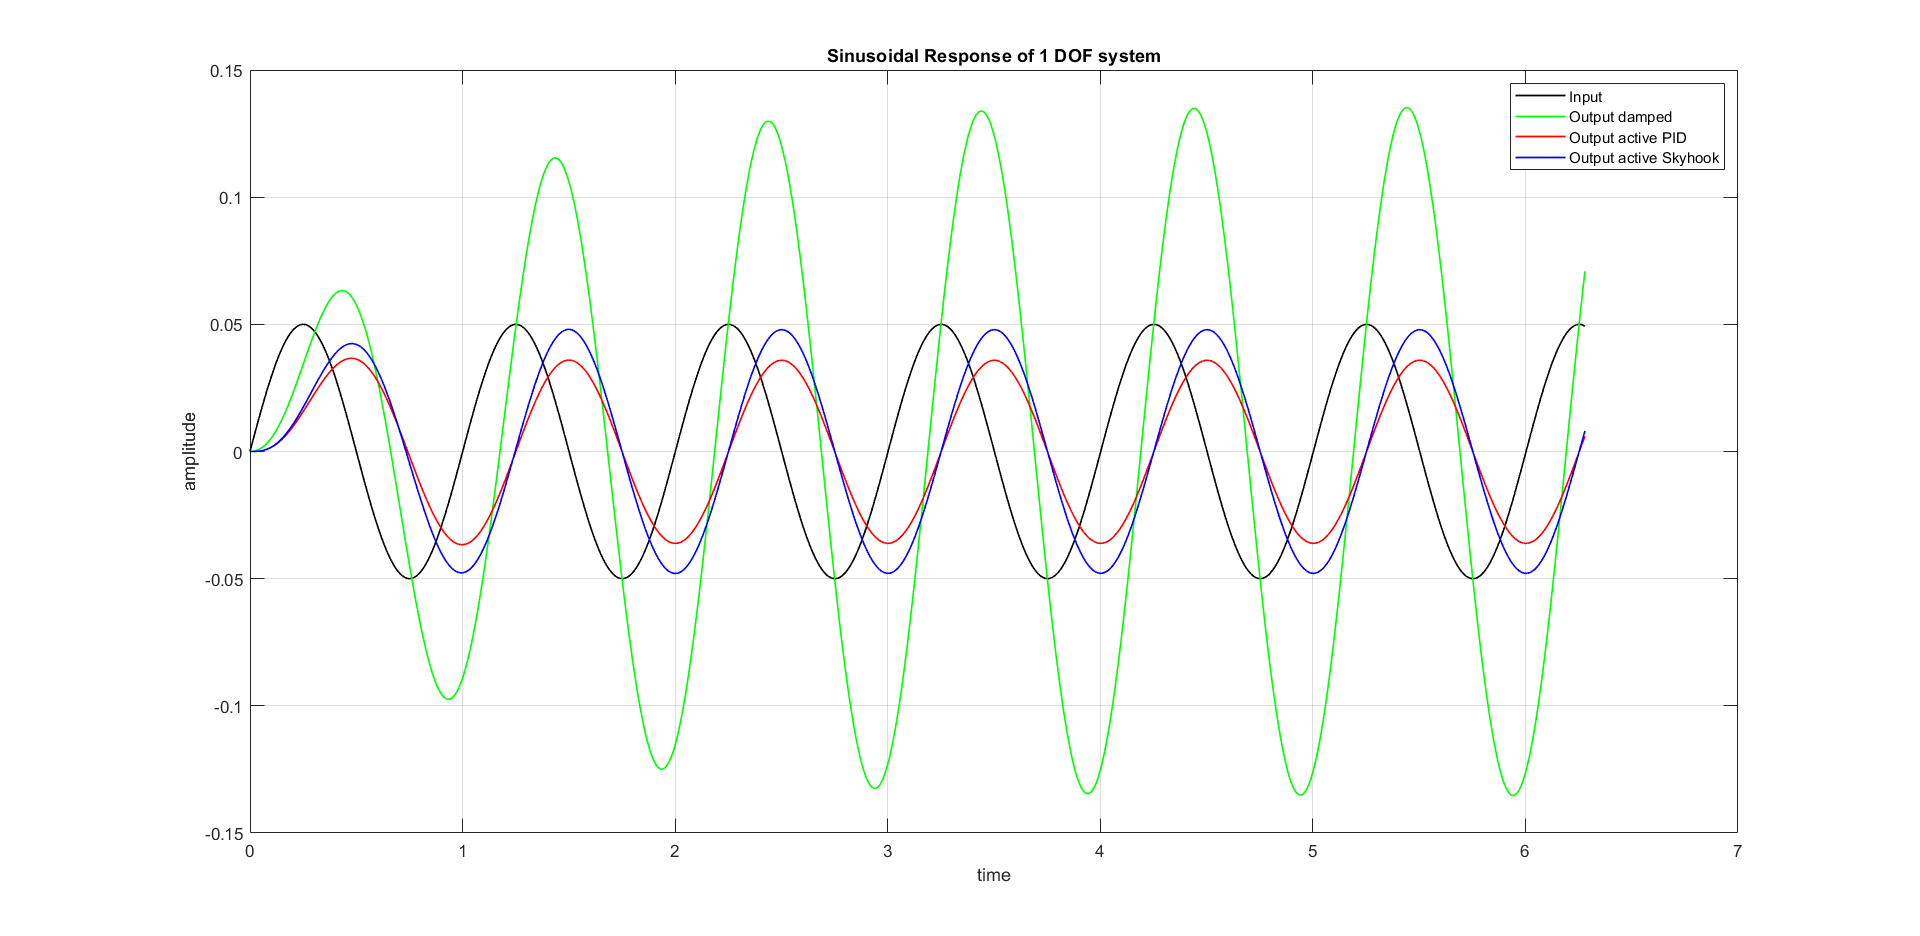 Sinusoidal Response of 1 DOF system
Input
Output damped
Output active PID
Output active Skyhook
0.15
0.1
0.05
0
-0.05
-0.1
-0.15
amplitude
0 1 2 3 4 5 6 7
time